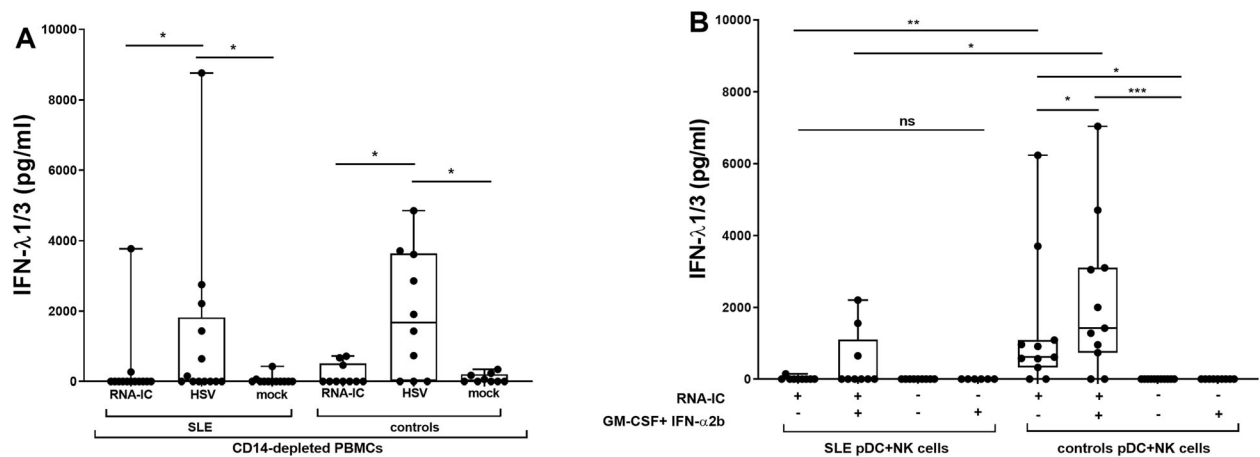 A
IFN-λ1/3 (pg/ml)
10000
8000
6000
4000
2000
0
* * * *
RNA-IC HSV mock RNA-IC HSV mock
SLE controls
CD14-depleted PBMCs
B
IFN-λ1/3 (pg/ml)
10000
8000
6000
4000
2000
0
**
*
*
* ***
ns
RNA-IC + + - - + + - -
GM-CSF+ IFN-α2b - + - + - + - +
SLE pDC+NK cells controls pDC+NK cells